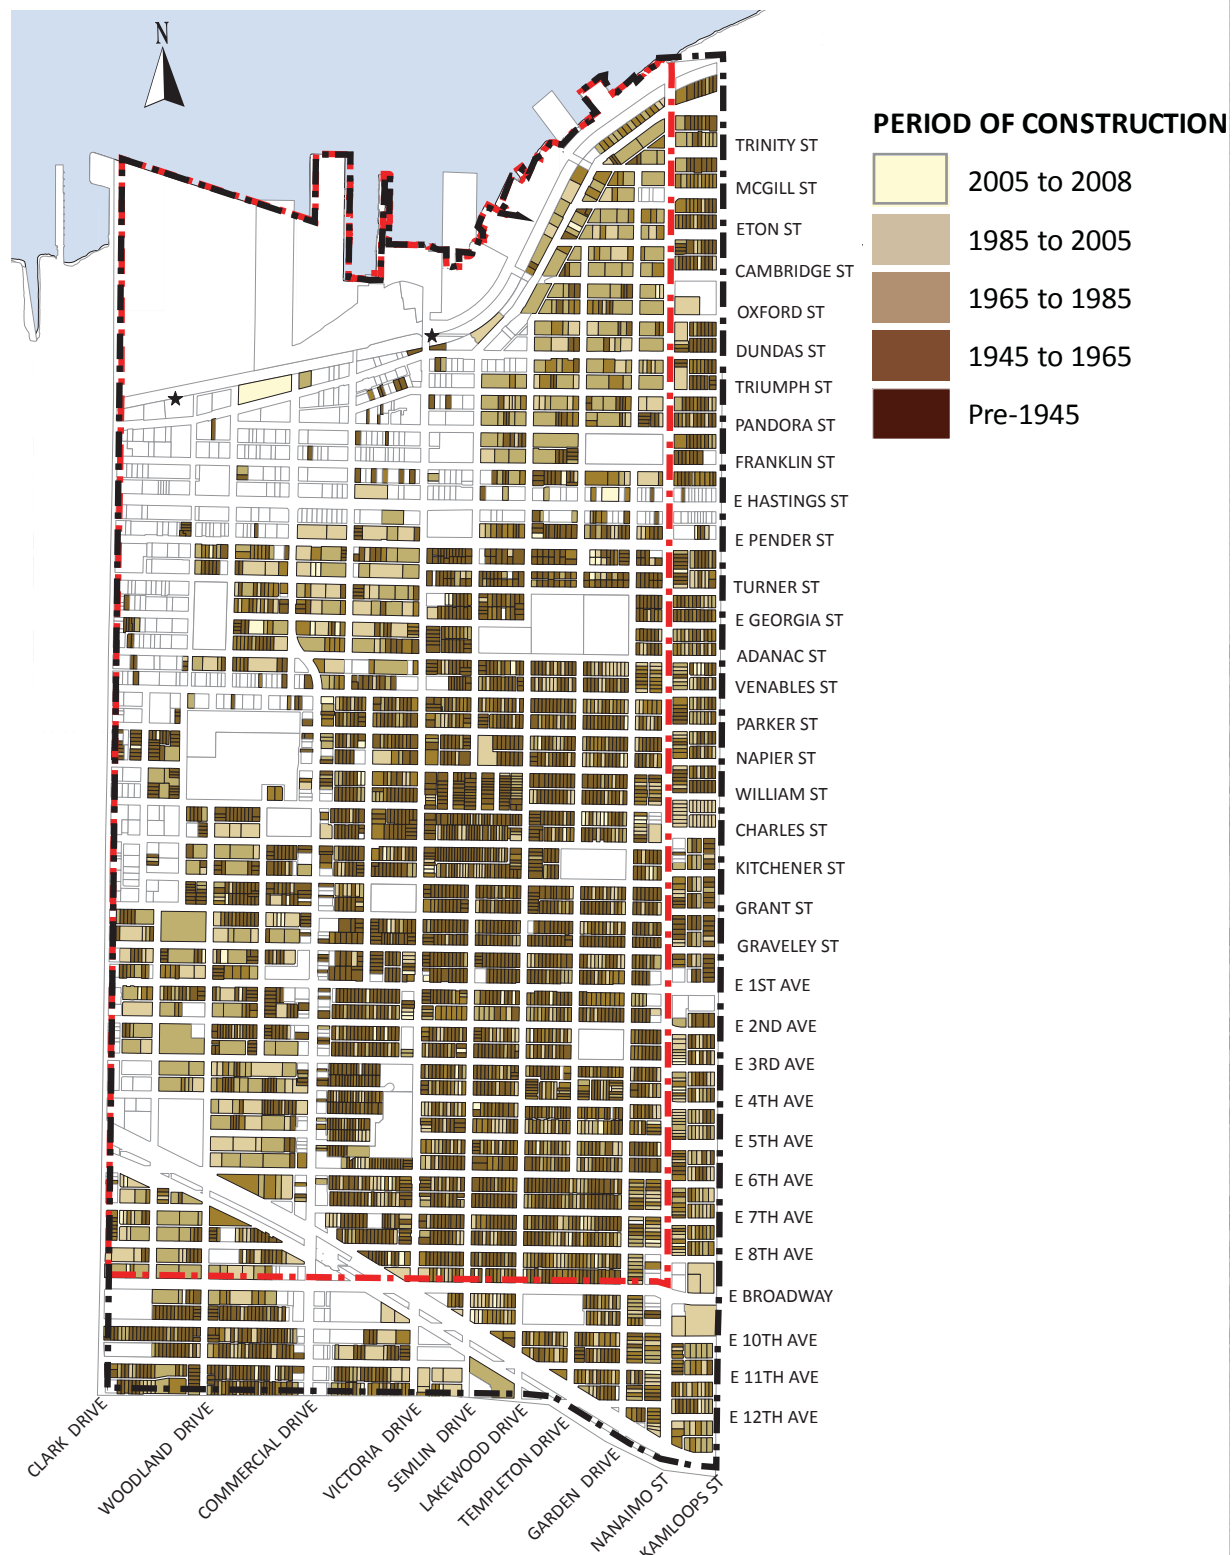 N
PERIOD OF CONSTRUCTION
2005 to 2008
1985 to 2005
1965 to 1985
1945 to 1965
Pre-1945
TRINITY ST
MCGILL ST
ETON ST
CAMBRIDGE ST
OXFORD ST
DUNDAS ST
TRIUMPH ST
PANDORA ST
FRANKLIN ST
E HASTINGS ST
E PENDER ST
TURNER ST
E GEORGIA ST
ADANAC ST
VENABLES ST
PARKER ST
NAPIER ST
WILLIAM ST
CHARLES ST
KITCHENER ST
GRANT ST
GRAVELEY ST
E 1ST AVE
E 2ND AVE
E 3RD AVE
E 4TH AVE
E 5TH AVE
E 6TH AVE
E 7TH AVE
E 8TH AVE
E BROADWAY
E 10TH AVE
E 11TH AVE
E 12TH AVE
CLARK DRIVE
WOODLAND DRIVE
COMMERCIAL DRIVE
VICTORIA DRIVE
SEMLIN DRIVE
LAKEWOOD DRIVE
TEMPLETON DRIVE
GARDEN DRIVE
NANAIMO ST
KAMLOOPS ST